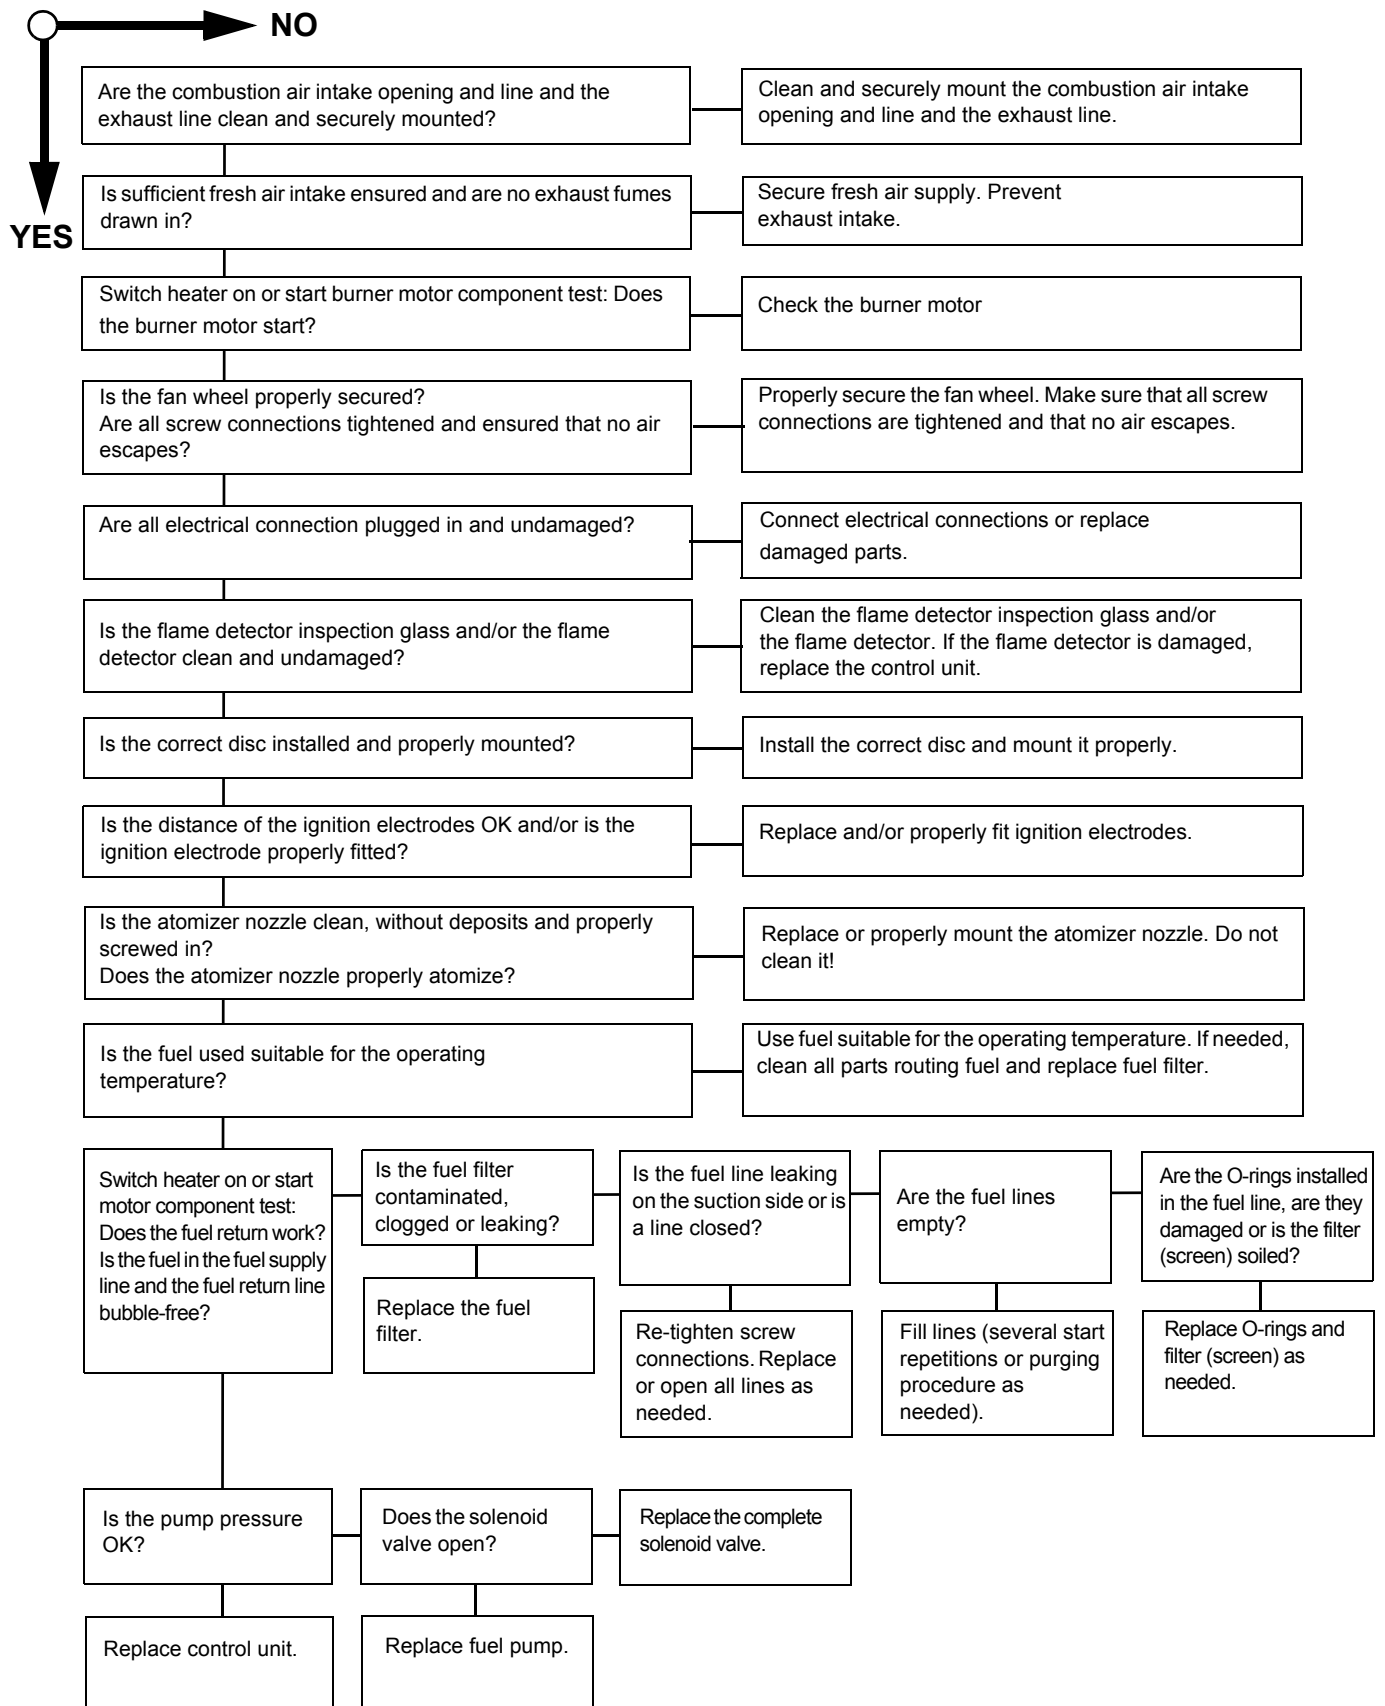 NO
YES
Are the combustion air intake opening and line and the
exhaust line clean and securely mounted?
Clean and securely mount the combustion air intake
opening and line and the exhaust line.
Is sufficient fresh air intake ensured and are no exhaust fumes
drawn in?
Secure fresh air supply. Prevent
exhaust intake.
Switch heater on or start burner motor component test: Does
the burner motor start?
Check the burner motor
Is the fan wheel properly secured?
Are all screw connections tightened and ensured that no air
escapes?
Properly secure the fan wheel. Make sure that all screw
connections are tightened and that no air escapes.
Are all electrical connection plugged in and undamaged?
Connect electrical connections or replace
damaged parts.
Is the flame detector inspection glass and/or the flame
detector clean and undamaged?
Clean the flame detector inspection glass and/or
the flame detector. If the flame detector is damaged,
replace the control unit.
Is the correct disc installed and properly mounted?
Install the correct disc and mount it properly.
Is the distance of the ignition electrodes OK and/or is the
ignition electrode properly fitted?
Replace and/or properly fit ignition electrodes.
Is the atomizer nozzle clean, without deposits and properly
screwed in?
Does the atomizer nozzle properly atomize?
Replace or properly mount the atomizer nozzle. Do not
clean it!
Is the fuel used suitable for the operating
temperature?
Use fuel suitable for the operating temperature. If needed,
clean all parts routing fuel and replace fuel filter.
Switch heater on or start
motor component test:
Does the fuel return work?
Is the fuel in the fuel supply
line and the fuel return line
bubble-free?
Is the fuel filter
contaminated,
clogged or leaking?
Replace the fuel
filter.
Is the fuel line leaking
on the suction side or is
a line closed?
Re-tighten screw
connections. Replace
or open all lines as
needed.
Are the fuel lines
empty?
Fill lines (several start
repetitions or purging
procedure as
needed).
Are the O-rings installed
in the fuel line, are they
damaged or is the filter
(screen) soiled?
Replace O-rings and
filter (screen) as
needed.
Is the pump pressure
OK?
Does the solenoid
valve open?
Replace the complete
solenoid valve.
Replace control unit.
Replace fuel pump.